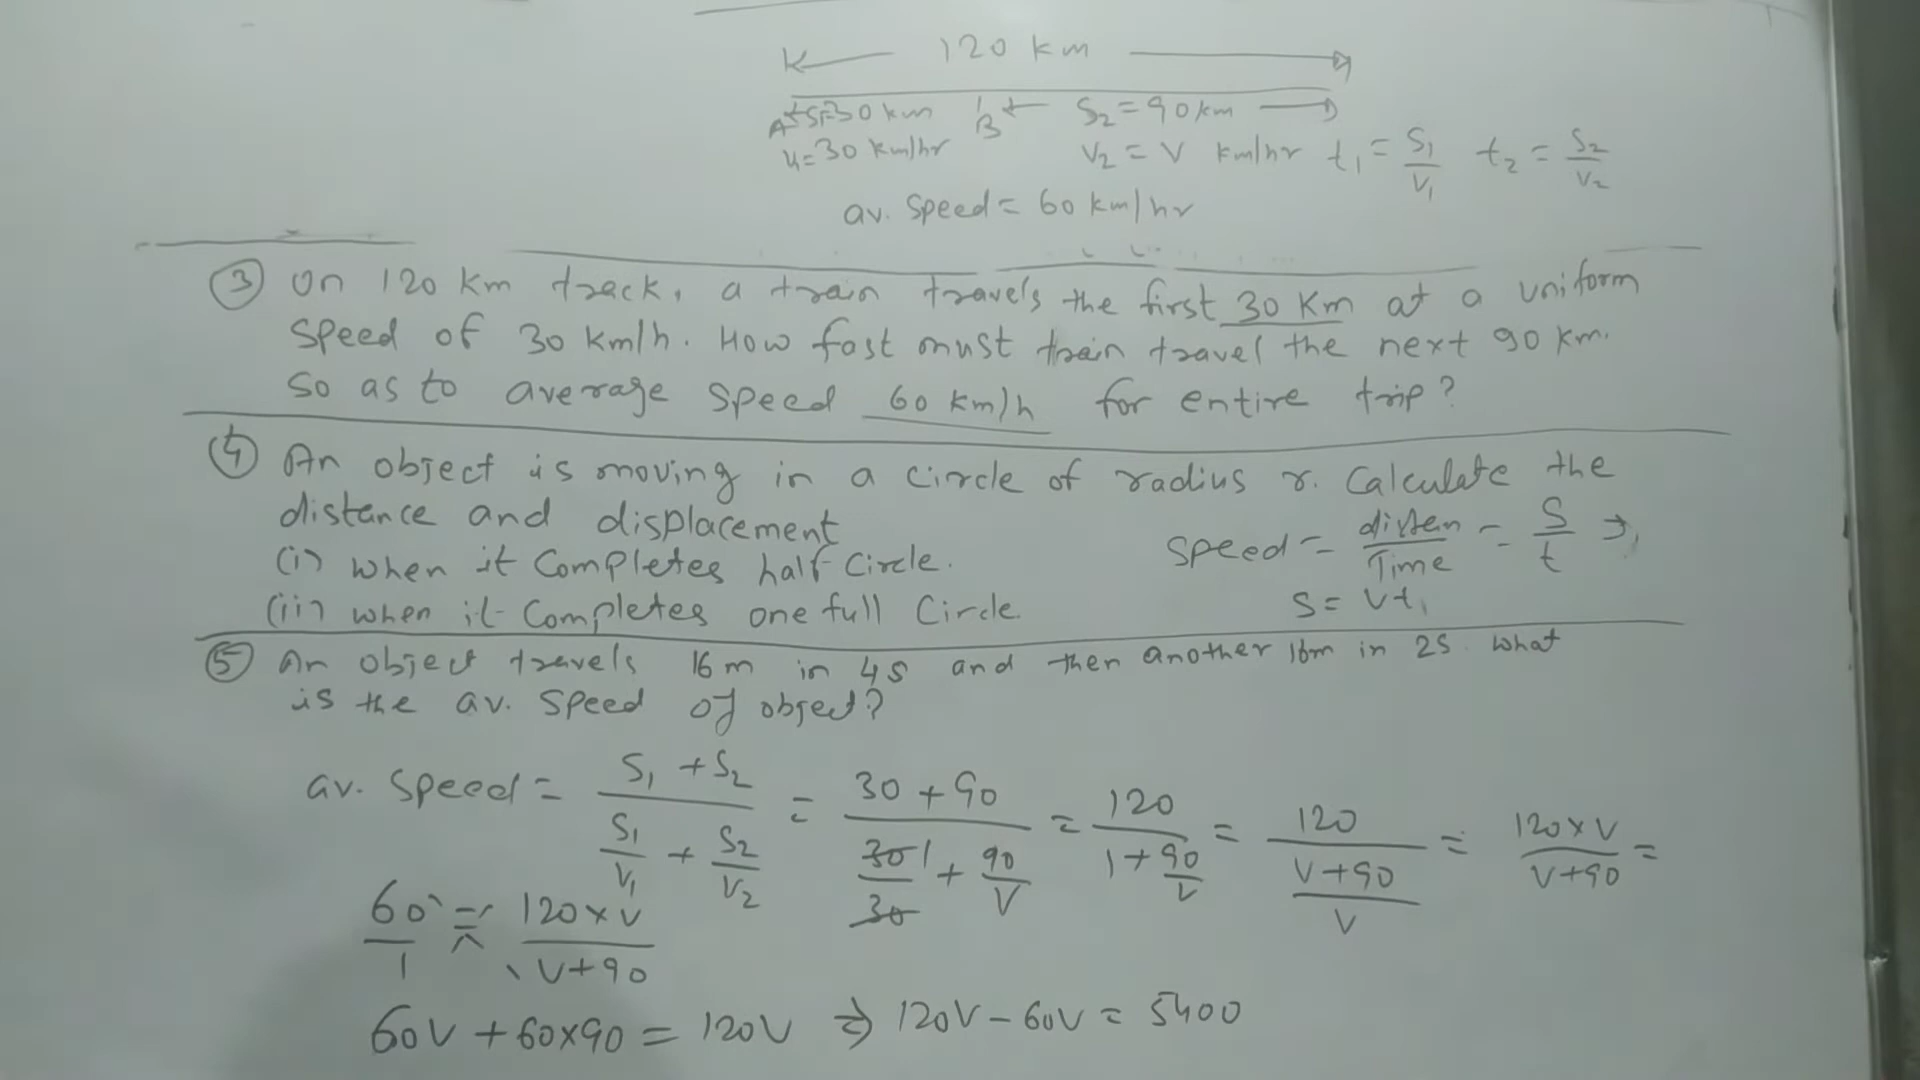 120 km
A S1=30 km B S2 = 90 km
30 km/hr V2 = V km/hr t1 = S1/V1 t2 = S2/V2
av. speed = 60 km/hr
③ On 120 km track, a train travels the first 30 Km at a uniform
speed of 30 km/h. How fast must train travel the next 90 km.
so as to average speed 60 km/h for entire trip?
④ An object is moving in a circle of radius r. Calculate the
distance and displacement
(i) when it Completes half Circle.
(ii) when it Completes one full Circle.
speed = distan/Time = S/t ⇒
S = Vt
⑤ An object travels 16 m in 4s and then another 16m in 2s. what
is the av. speed of object?
av. speed = (S1 + S2)/(S1/V1 + S2/V2) = (30 + 90)/(30/30 + 90/V) = 120/(1 + 90/V) = 120/((V+90)/V) = (120×V)/(V+90) =
60/1 = (120×V)/(V+90)
60V + 60×90 = 120V ⇒ 120V - 60V = 5400